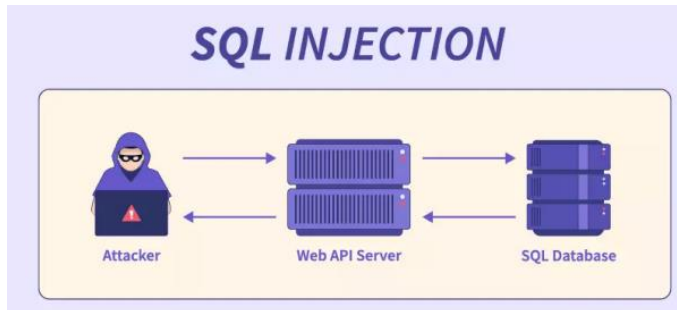 SQL INJECTION
Attacker
Web API Server
SQL Database